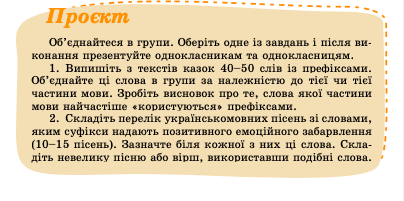 Проєкт
Об’єднайтеся в групи. Оберіть одне із завдань і після ви-
конання презентуйте однокласникам та однокласницям.
1. Випишіть з текстів казок 40–50 слів із префіксами.
Об’єднайте ці слова в групи за належністю до тієї чи тієї
частини мови. Зробіть висновок про те, слова якої частини
мови найчастіше «користуються» префіксами.
2. Складіть перелік українськомовних пісень зі словами,
яким суфікси надають позитивного емоційного забарвлення
(10–15 пісень). Зазначте біля кожної з них ці слова. Скла-
діть невелику пісню або вірш, використавши подібні слова.